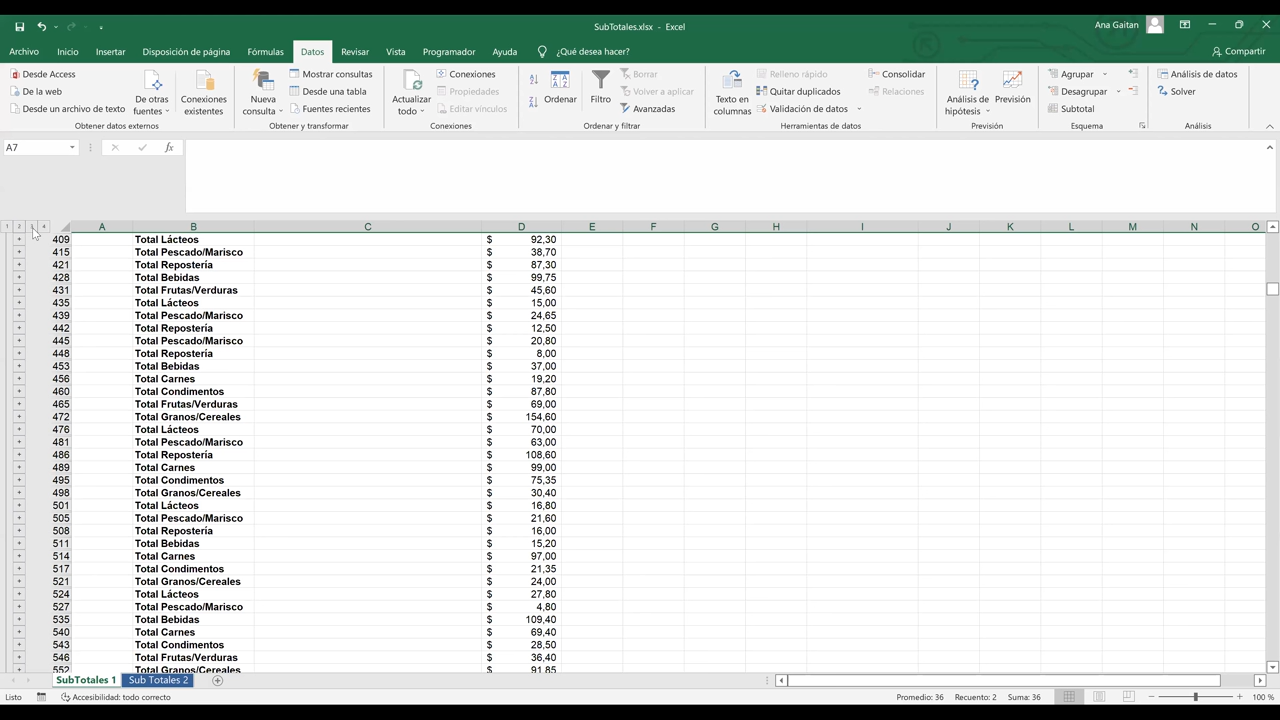 SubTotales.xlsx - Excel
Ana Gaitan
Archivo Inicio Insertar Disposición de página Fórmulas Datos Revisar Vista Programador Ayuda ¿Qué desea hacer? Compartir
Desde Access
De la web
Desde un archivo de texto
De otras fuentes
Conexiones existentes
Obtener datos externos
Nueva consulta
Mostrar consultas
Desde una tabla
Fuentes recientes
Obtener y transformar
Actualizar todo
Conexiones
Propiedades
Editar vínculos
Conexiones
Ordenar
Filtro
Borrar
Volver a aplicar
Avanzadas
Ordenar y filtrar
Texto en columnas
Relleno rápido
Quitar duplicados
Validación de datos
Consolidar
Relaciones
Herramientas de datos
Análisis de hipótesis
Previsión
Previsión
Agrupar
Desagrupar
Subtotal
Esquema
Análisis de datos
Solver
Análisis
A7 fx
1 2 3 4 A B C D E F G H I J K L M N O
409 Total Lácteos $ 92,30
415 Total Pescado/Marisco $ 38,70
421 Total Repostería $ 87,30
428 Total Bebidas $ 99,75
431 Total Frutas/Verduras $ 45,60
435 Total Lácteos $ 15,00
439 Total Pescado/Marisco $ 24,65
442 Total Repostería $ 12,50
445 Total Pescado/Marisco $ 20,80
448 Total Repostería $ 8,00
453 Total Bebidas $ 37,00
456 Total Carnes $ 19,20
460 Total Condimentos $ 87,80
465 Total Frutas/Verduras $ 69,00
472 Total Granos/Cereales $ 154,60
476 Total Lácteos $ 70,00
481 Total Pescado/Marisco $ 63,00
486 Total Repostería $ 108,60
489 Total Carnes $ 99,00
495 Total Condimentos $ 75,35
498 Total Granos/Cereales $ 30,40
501 Total Lácteos $ 16,80
505 Total Pescado/Marisco $ 21,60
508 Total Repostería $ 16,00
511 Total Bebidas $ 15,20
514 Total Carnes $ 97,00
517 Total Condimentos $ 21,35
521 Total Granos/Cereales $ 24,00
524 Total Lácteos $ 27,80
527 Total Pescado/Marisco $ 4,80
535 Total Bebidas $ 109,40
540 Total Carnes $ 69,40
543 Total Condimentos $ 28,50
546 Total Frutas/Verduras $ 36,40
552 Total Granos/Cereales $ 91,85
SubTotales 1 Sub Totales 2
Listo Accesibilidad: todo correcto Promedio: 36 Recuento: 2 Suma: 36 100 %